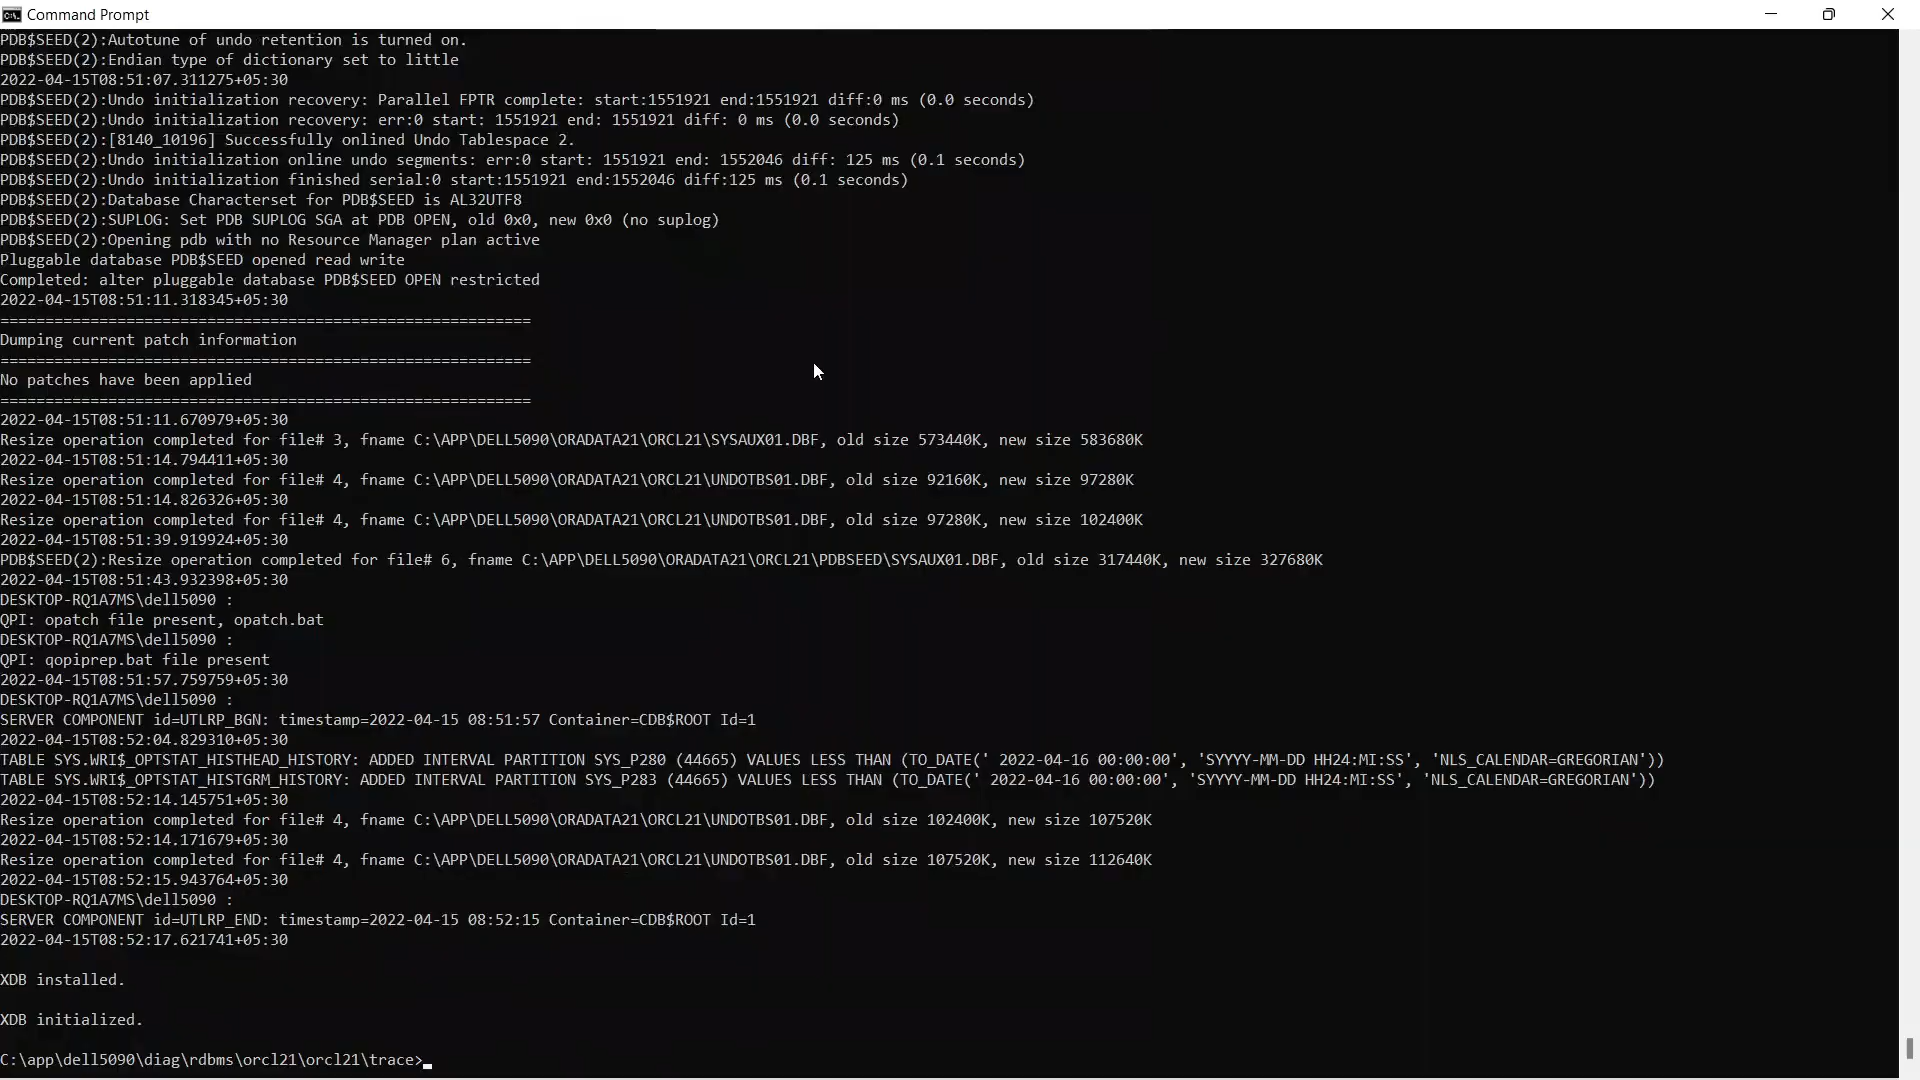 Command Prompt
PDB$SEED(2):Autotune of undo retention is turned on.
PDB$SEED(2):Endian type of dictionary set to little
2022-04-15T08:51:07.311275+05:30
PDB$SEED(2):Undo initialization recovery: Parallel FPTR complete: start:1551921 end:1551921 diff:0 ms (0.0 seconds)
PDB$SEED(2):Undo initialization recovery: err:0 start: 1551921 end: 1551921 diff: 0 ms (0.0 seconds)
PDB$SEED(2):[8140_10196] Successfully onlined Undo Tablespace 2.
PDB$SEED(2):Undo initialization online undo segments: err:0 start: 1551921 end: 1552046 diff: 125 ms (0.1 seconds)
PDB$SEED(2):Undo initialization finished serial:0 start:1551921 end:1552046 diff:125 ms (0.1 seconds)
PDB$SEED(2):Database Characterset for PDB$SEED is AL32UTF8
PDB$SEED(2):SUPLOG: Set PDB SUPLOG SGA at PDB OPEN, old 0x0, new 0x0 (no suplog)
PDB$SEED(2):Opening pdb with no Resource Manager plan active
Pluggable database PDB$SEED opened read write
Completed: alter pluggable database PDB$SEED OPEN restricted
2022-04-15T08:51:11.318345+05:30
===========================================================
Dumping current patch information
===========================================================
No patches have been applied
===========================================================
2022-04-15T08:51:11.670979+05:30
Resize operation completed for file# 3, fname C:\APP\DELL5090\ORADATA21\ORCL21\SYSAUX01.DBF, old size 573440K, new size 583680K
2022-04-15T08:51:14.794411+05:30
Resize operation completed for file# 4, fname C:\APP\DELL5090\ORADATA21\ORCL21\UNDOTBS01.DBF, old size 92160K, new size 97280K
2022-04-15T08:51:14.826326+05:30
Resize operation completed for file# 4, fname C:\APP\DELL5090\ORADATA21\ORCL21\UNDOTBS01.DBF, old size 97280K, new size 102400K
2022-04-15T08:51:39.919924+05:30
PDB$SEED(2):Resize operation completed for file# 6, fname C:\APP\DELL5090\ORADATA21\ORCL21\PDBSEED\SYSAUX01.DBF, old size 317440K, new size 327680K
2022-04-15T08:51:43.932398+05:30
DESKTOP-RQ1A7MS\dell5090 :
QPI: opatch file present, opatch.bat
DESKTOP-RQ1A7MS\dell5090 :
QPI: qopiprep.bat file present
2022-04-15T08:51:57.759759+05:30
DESKTOP-RQ1A7MS\dell5090 :
SERVER COMPONENT id=UTLRP_BGN: timestamp=2022-04-15 08:51:57 Container=CDB$ROOT Id=1
2022-04-15T08:52:04.829310+05:30
TABLE SYS.WRI$_OPTSTAT_HISTHEAD_HISTORY: ADDED INTERVAL PARTITION SYS_P280 (44665) VALUES LESS THAN (TO_DATE(' 2022-04-16 00:00:00', 'SYYYY-MM-DD HH24:MI:SS', 'NLS_CALENDAR=GREGORIAN'))
TABLE SYS.WRI$_OPTSTAT_HISTGRM_HISTORY: ADDED INTERVAL PARTITION SYS_P283 (44665) VALUES LESS THAN (TO_DATE(' 2022-04-16 00:00:00', 'SYYYY-MM-DD HH24:MI:SS', 'NLS_CALENDAR=GREGORIAN'))
2022-04-15T08:52:14.145751+05:30
Resize operation completed for file# 4, fname C:\APP\DELL5090\ORADATA21\ORCL21\UNDOTBS01.DBF, old size 102400K, new size 107520K
2022-04-15T08:52:14.171679+05:30
Resize operation completed for file# 4, fname C:\APP\DELL5090\ORADATA21\ORCL21\UNDOTBS01.DBF, old size 107520K, new size 112640K
2022-04-15T08:52:15.943764+05:30
DESKTOP-RQ1A7MS\dell5090 :
SERVER COMPONENT id=UTLRP_END: timestamp=2022-04-15 08:52:15 Container=CDB$ROOT Id=1
2022-04-15T08:52:17.621741+05:30
XDB installed.
XDB initialized.
C:\app\dell5090\diag\rdbms\orcl21\orcl21\trace>